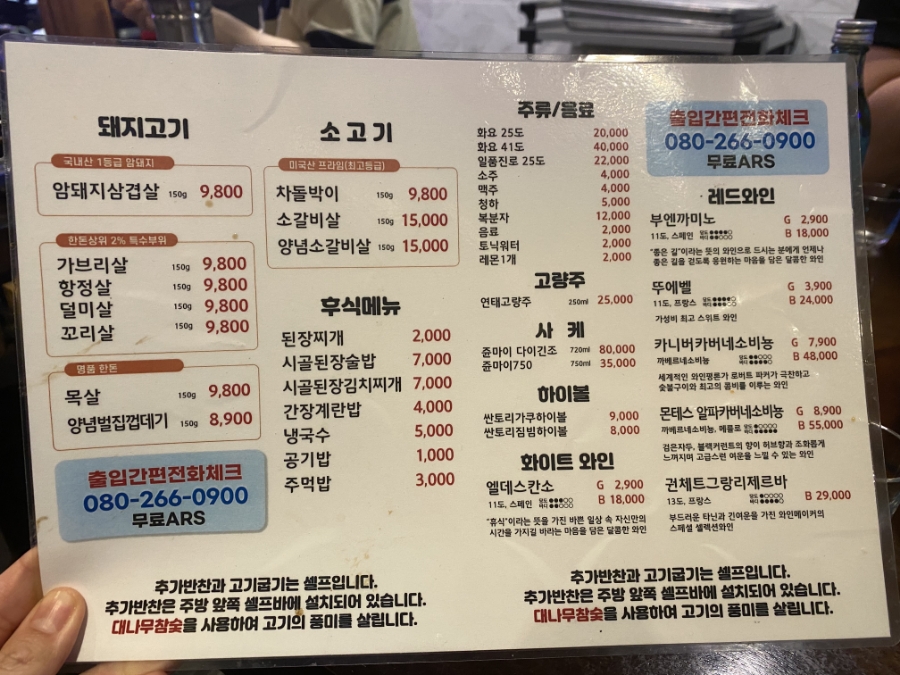 돼지고기
국내산 1등급 암돼지
암돼지삼겹살 150g 9,800
한돈상위 2% 특수부위
가브리살 150g 9,800
항정살 150g 9,800
덜미살 150g 9,800
꼬리살 150g 9,800
명품 한돈
목살 150g 9,800
양념벌집껍데기 150g 8,900
출입간편전화체크
080-266-0900
무료ARS
소고기
미국산 프라임(최고등급)
차돌박이 150g 9,800
소갈비살 150g 15,000
양념소갈비살 150g 15,000
후식메뉴
된장찌개 2,000
시골된장술밥 7,000
시골된장김치찌개 7,000
간장계란밥 4,000
냉국수 5,000
공기밥 1,000
주먹밥 3,000
추가반찬과 고기굽기는 셀프입니다.
추가반찬은 주방 앞쪽 셀프바에 설치되어 있습니다.
대나무참숯을 사용하여 고기의 풍미를 살립니다.
주류/음료
화요 25도 20,000
화요 41도 40,000
일품진로 25도 22,000
소주 4,000
맥주 4,000
청하 5,000
복분자 12,000
음료 2,000
토닉워터 2,000
레몬1개 2,000
고량주
연태고량주 250ml 25,000
사 케
쥰마이 다이긴조 720ml 80,000
쥰마이750 750ml 35,000
하이볼
싼토리가쿠하이볼 9,000
싼토리짐빔하이볼 8,000
화이트 와인
엘데스칸소 G 2,900
11도, 스페인 당도 ●●●○○ 바디 ●●○○○ B 18,000
"휴식"이라는 뜻을 가진 바쁜 일상 속 자신만의
시간을 가지길 바라는 마음을 담은 달콤한 와인
출입간편전화체크
080-266-0900
무료ARS
레드와인
부엔까미노 G 2,900
11도, 스페인 당도 ●●●●○ 바디 ●●○○○ B 18,000
"좋은 길"이라는 뜻의 와인으로 드시는 분에게 언제나
좋은 길을 걷도록 응원하는 마음을 담은 달콤한 와인
뚜에벨 G 3,900
11도, 프랑스 당도 ●●●●○ 바디 ●●○○○ B 24,000
가성비 최고 스위트 와인
카니버카버네소비뇽 G 7,900
까베르네소비뇽 당도 ●●○○○ 바디 ●●●●○ B 48,000
세계적인 와인평론가 로버트 파커가 극찬하고
숯불구이와 최고의 콤비를 이루는 와인
몬테스 알파카버네소비뇽 G 8,900
까베르네소비뇽, 메를로 당도 ●●○○○ 바디 ●●●●● B 55,000
검은자두, 블랙커런트의 향이 허브향과 조화롭게
느껴지며 고급스런 여운을 느낄 수 있는 와인
퀀체트그랑리제르바
13도, 프랑스 당도 ●○○○○ 바디 ●●●●○ B 29,000
부드러운 타닌과 긴여운을 가진 와인메이커의
스페셜 셀렉션와인
추가반찬과 고기굽기는 셀프입니다.
추가반찬은 주방 앞쪽 셀프바에 설치되어 있습니다.
대나무참숯을 사용하여 고기의 풍미를 살립니다.